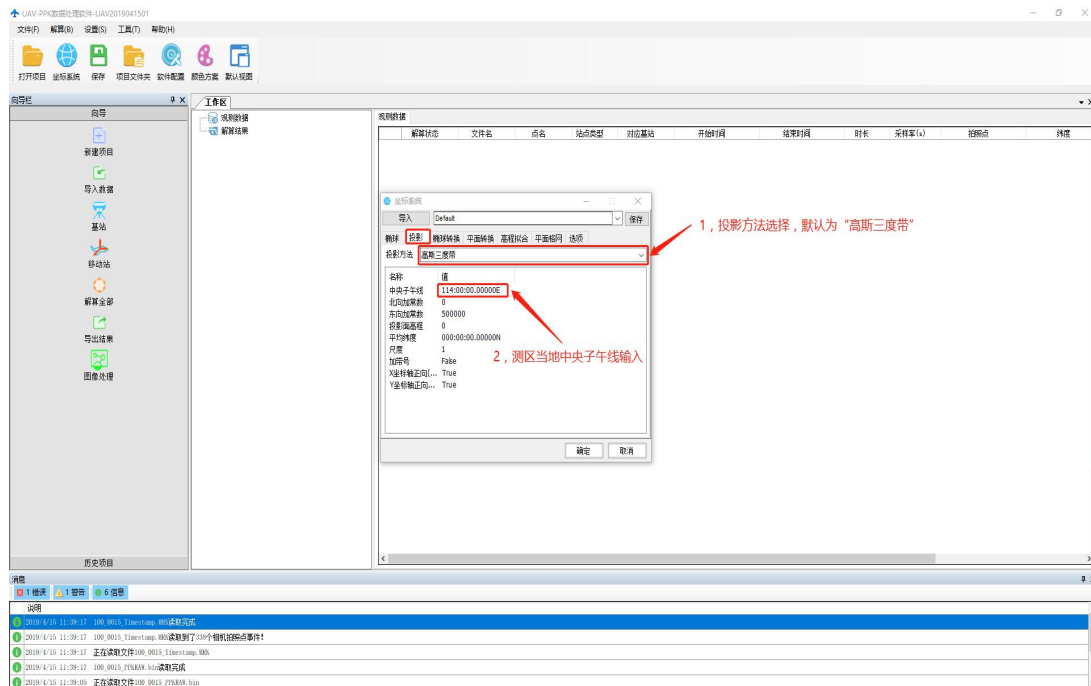 UAV-PPK数据处理软件-UAV2019041501
文件(F) 解算(B) 设置(S) 工具(T) 帮助(H)
打开项目 坐标系统 保存 项目文件夹 软件配置 颜色方案 默认视图
向导栏
工作区
向导
新建项目
导入数据
基站
移动站
解算全部
导出结果
图像处理
历史项目
观测数据
解算结果
观测数据
解算状态 文件名 点名 站点类型 对应基站 开始时间 结束时间 时长 采样率(s) 拍照点 纬度
坐标系统
导入 Default 保存
椭球 投影 椭球转换 平面转换 高程拟合 平面格网 选项
投影方法 高斯三度带
名称 值
中央子午线 114:00:00.00000E
北向加常数 0
东向加常数 500000
投影面高程 0
平均纬度 000:00:00.00000N
尺度 1
加带号 False
X坐标轴正向(... True
Y坐标轴正向... True
确定 取消
1，投影方法选择，默认为“高斯三度带”
2，测区当地中央子午线输入
消息
1 错误 1 警告 6 信息
说明
2019/4/15 11:39:17 100_0015_Timestamp.MRK读取完成
2019/4/15 11:39:17 100_0015_Timestamp.MRK读取到了338个相机拍照点事件!
2019/4/15 11:39:17 正在读取文件100_0015_Timestamp.MRK
2019/4/15 11:39:17 100_0015_PPKRAW.bin读取完成
2019/4/15 11:39:05 正在读取文件100_0015_PPKRAW.bin